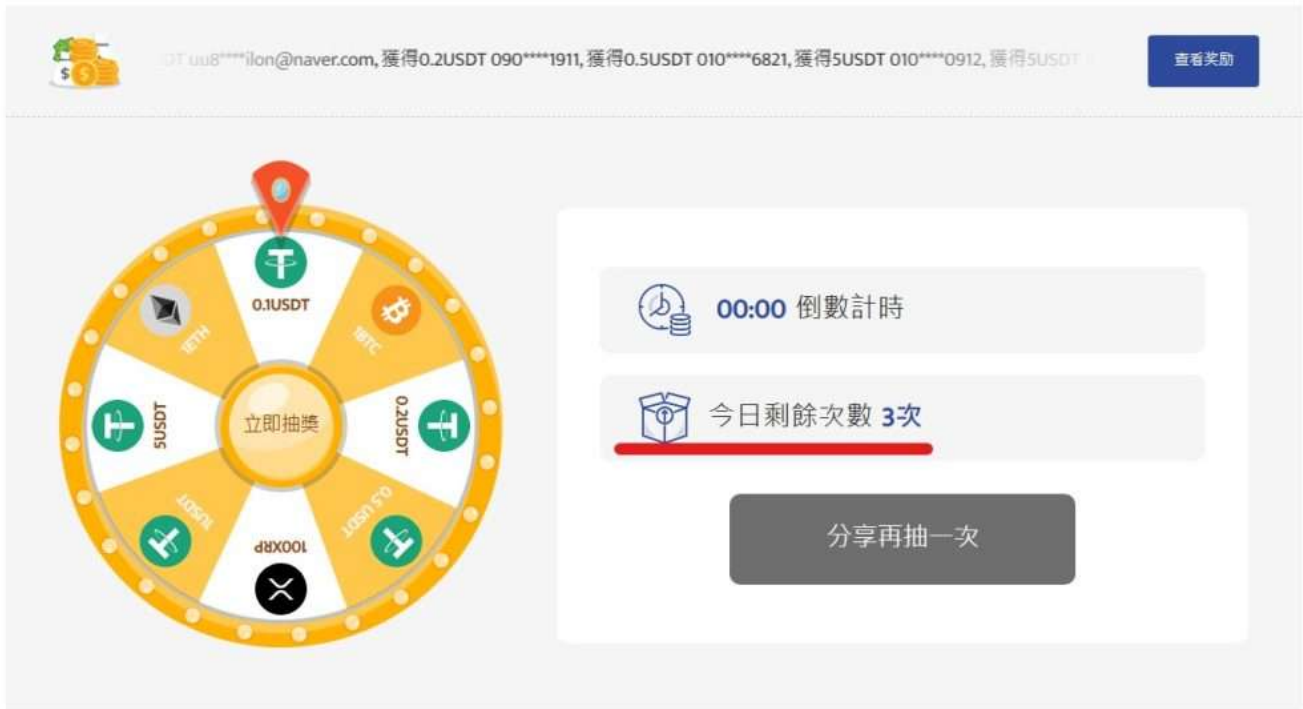 uu8****ilon@naver.com, 獲得0.2USDT 090****1911, 獲得0.5USDT 010****6821, 獲得5USDT 010****0912, 獲得5USDT
查看奖励
0.1USDT
1BTC
0.2USDT
0.5 USDT
100XRP
1USDT
5USDT
1ETH
立即抽獎
00:00 倒數計時
今日剩餘次數 3次
分享再抽一次